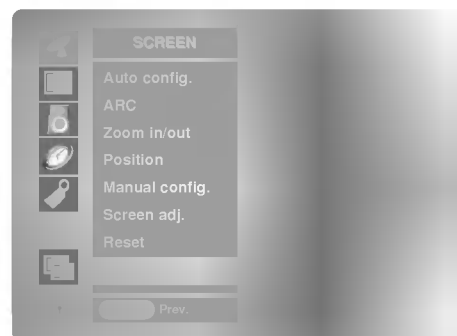 SCREEN
Auto config.
ARC
Zoom in/out
Position
Manual config.
Screen adj.
Reset
Prev.